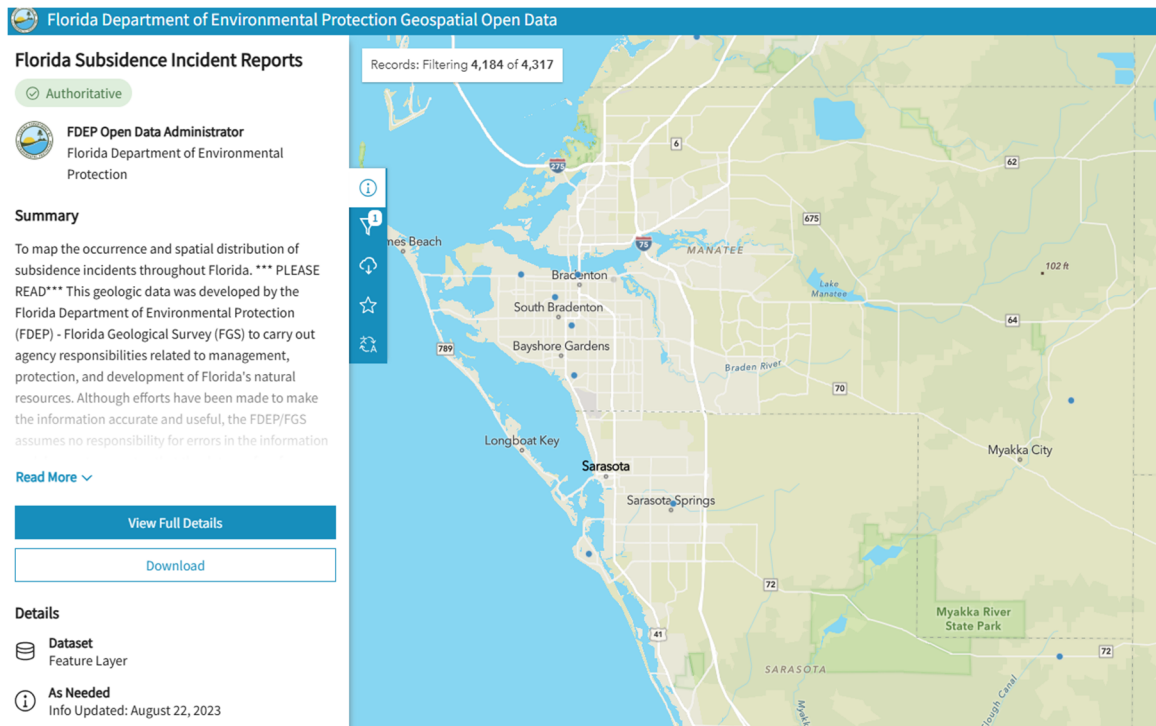 Florida Department of Environmental Protection Geospatial Open Data
Florida Subsidence Incident Reports
Authoritative
FDEP Open Data Administrator
Florida Department of Environmental
Protection
Summary
To map the occurrence and spatial distribution of
subsidence incidents throughout Florida. *** PLEASE
READ*** This geologic data was developed by the
Florida Department of Environmental Protection
(FDEP) - Florida Geological Survey (FGS) to carry out
agency responsibilities related to management,
protection, and development of Florida's natural
resources. Although efforts have been made to make
the information accurate and useful, the FDEP/FGS
assumes no responsibility for errors in the information
Read More
View Full Details
Download
Details
Dataset
Feature Layer
As Needed
Info Updated: August 22, 2023
Records: Filtering 4,184 of 4,317
1
6
275
62
675
75
nes Beach
MANATEE
102 ft
Bradenton
Lake
Manatee
South Bradenton
64
789
Bayshore Gardens
Braden River
70
Longboat Key
Myakka City
Sarasota
Sarasota Springs
72
Myakka River
State Park
41
72
SARASOTA
Myakk
lough Canal